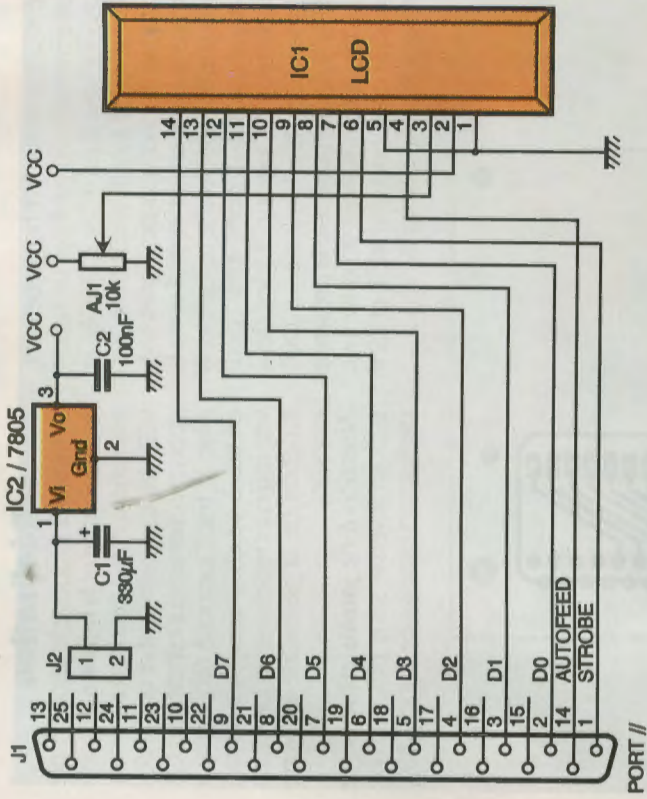 IC2 / 7805
J2
1
2
1
Vi
Vo
3
Gnd
2
C1
+
330µF
C2
100nF
VCC
VCC
VCC
AJ1
10k
IC1
LCD
14
13
12
11
10
9
8
7
6
5
4
3
2
1
J1
13
25
12
24
11
23
10
22
9
D7
21
8
D6
20
7
D5
19
6
D4
18
5
D3
17
4
D2
16
3
D1
15
2
D0
14
AUTOFEED
1
STROBE
PORT //